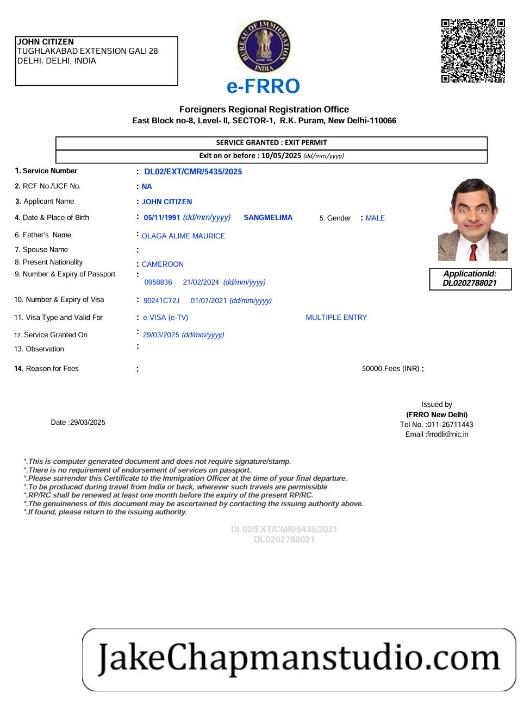 JOHN CITIZEN
TUGHLAKABAD EXTENSION GALI 28
DELHI, DELHI, INDIA
BUREAU OF IMMIGRATION
INDIA
e-FRRO
Foreigners Regional Registration Office
East Block no-8, Level- II, SECTOR-1, R.K. Puram, New Delhi-110066
SERVICE GRANTED : EXIT PERMIT
Exit on or before : 10/05/2025 (dd/mm/yyyy)
1. Service Number : DL02/EXT/CMR/5435/2025
2. RCF No./UCF No. : NA
3. Applicant Name : JOHN CITIZEN
4. Date & Place of Birth : 05/11/1991 (dd/mm/yyyy) SANGMELIMA 5. Gender : MALE
6. Father's Name : OLAGA ALIME MAURICE
7. Spouse Name :
8. Present Nationality : CAMEROON
9. Number & Expiry of Passport : 0958836 21/02/2024 (dd/mm/yyyy)
ApplicationId:
DL0202788021
10. Number & Expiry of Visa : 90241C72J 01/07/2021 (dd/mm/yyyy)
11. Visa Type and Valid For : e-VISA (e-TV) MULTIPLE ENTRY
12. Service Granted On : 29/03/2025 (dd/mm/yyyy)
13. Observation :
14. Reason for Fees : 50000.Fees (INR) :
Issued by
(FRRO New Delhi)
Tel No. :011-26711443
Email :frrodli@nic.in
Date :29/03/2025
*.This is computer generated document and does not require signature/stamp.
*.There is no requirement of endorsement of services on passport.
*.Please surrender this Certificate to the Immigration Officer at the time of your final departure.
*.To be produced during travel from India or back, wherever such travels are permissible
*.RP/RC shall be renewed at least one month before the expiry of the present RP/RC.
*.The genuineness of this document may be ascertained by contacting the issuing authority above.
*.If found, please return to the issuing authority.
DL02/EXT/CMR/5435/2021
DL0202788021
JakeChapmanstudio.com